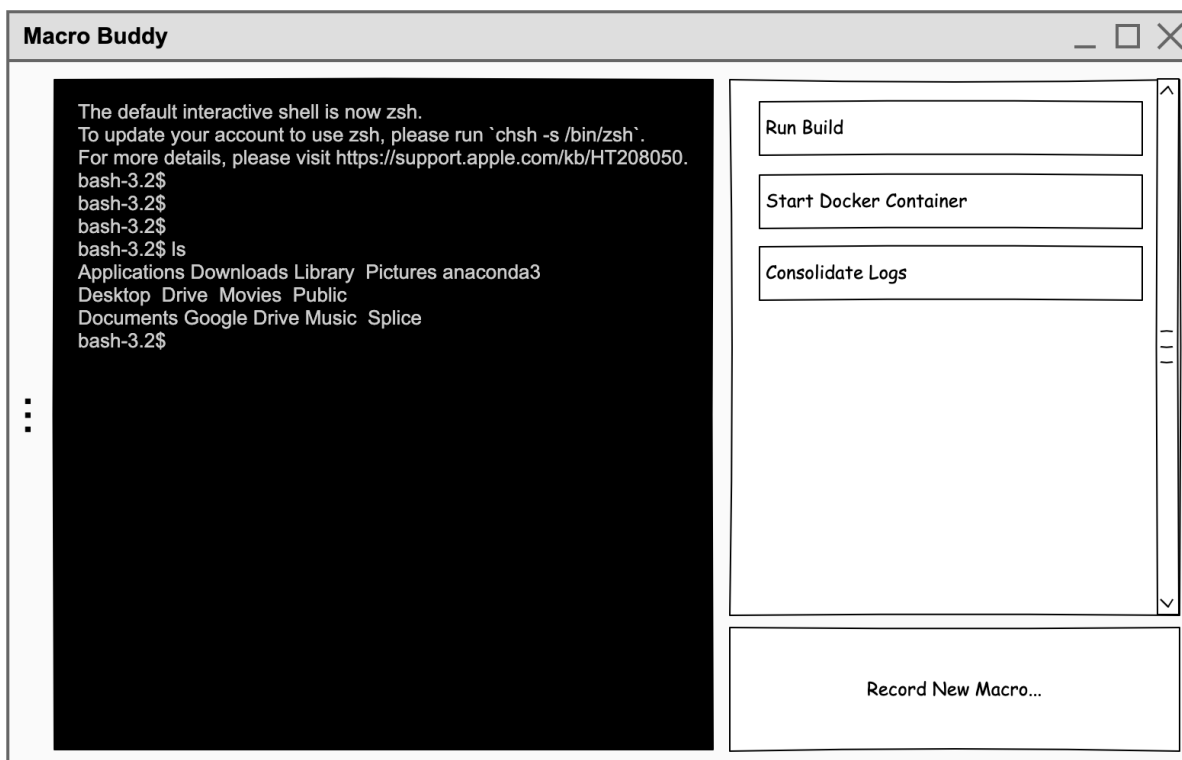 Macro Buddy
The default interactive shell is now zsh.
To update your account to use zsh, please run `chsh -s /bin/zsh`.
For more details, please visit https://support.apple.com/kb/HT208050.
bash-3.2$
bash-3.2$
bash-3.2$
bash-3.2$ ls
Applications Downloads Library  Pictures anaconda3
Desktop  Drive  Movies  Public
Documents Google Drive Music  Splice
bash-3.2$
Run Build
Start Docker Container
Consolidate Logs
Record New Macro...